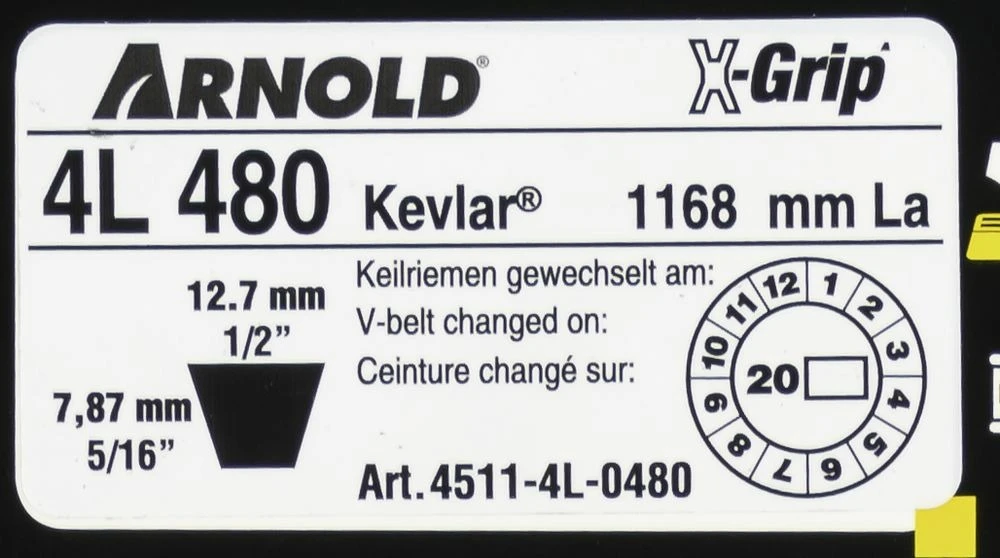 ARNOLD® X-Grip
4L 480 Kevlar® 1168 mm La
12.7 mm
1/2”
7,87 mm
5/16”
Keilriemen gewechselt am:
V-belt changed on:
Ceinture changé sur:
Art. 4511-4L-0480
1 2 3 4 5 6 7 8 9 10 11 12
20